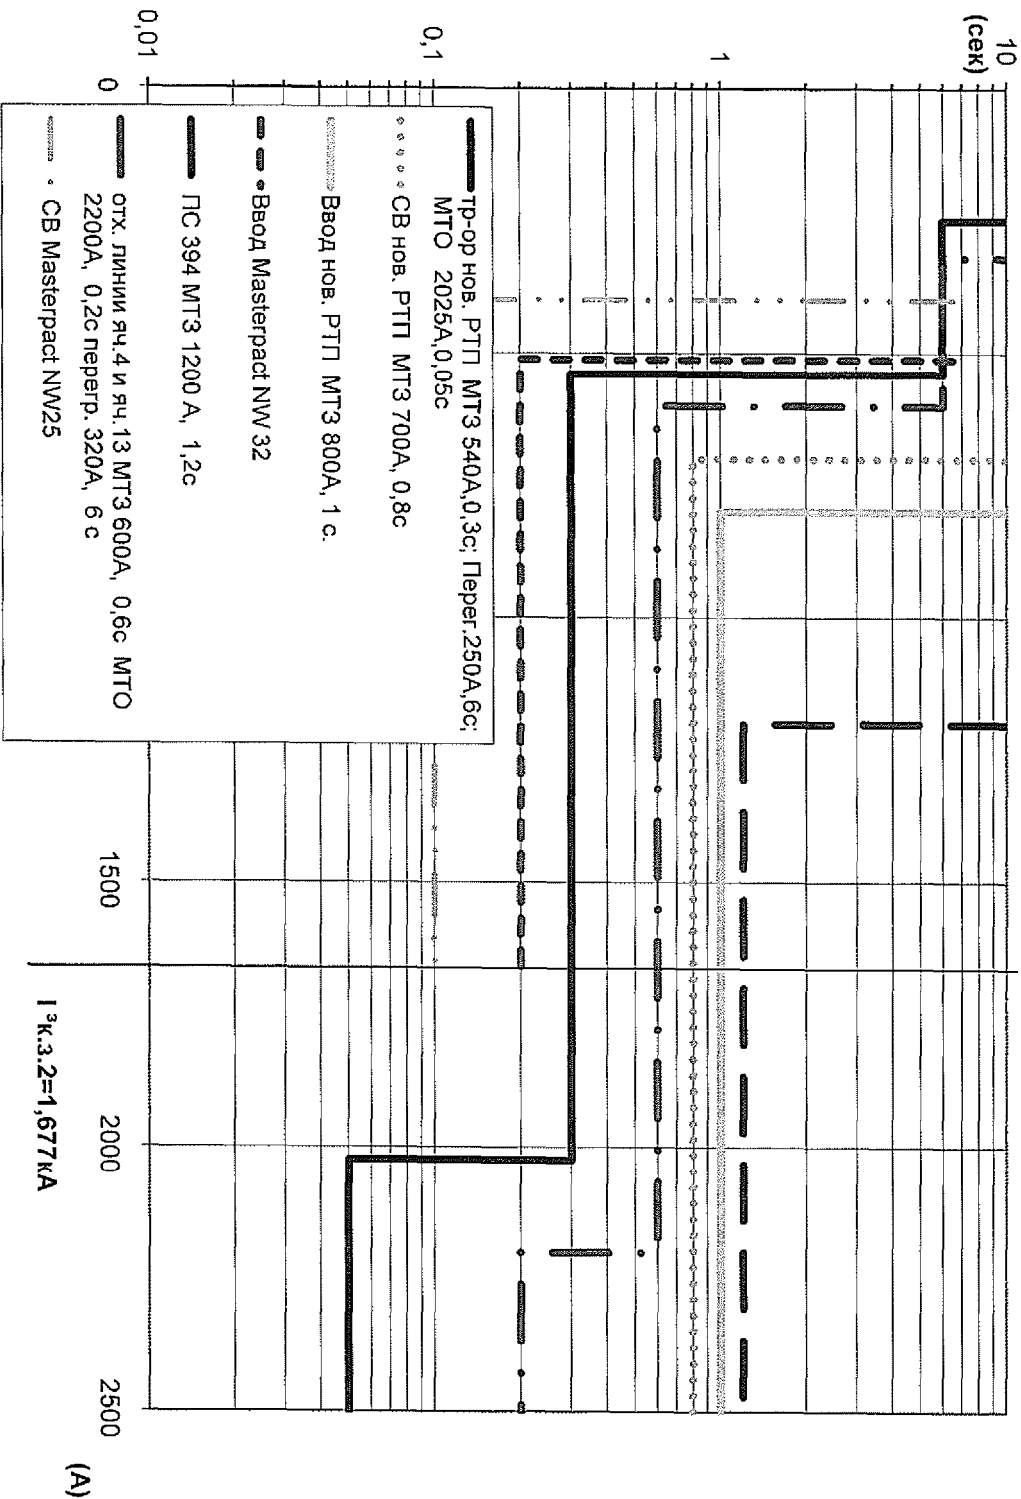 10
(сек)
1
0,1
0,01
0
1500
2000
2500
(А)
тр-ор нов. РТП МТЗ 540А,0,3с; Перег.250А,6с;
МТО 2025А,0,05с
СВ нов. РТП МТЗ 700А, 0,8с
Ввод нов. РТП МТЗ 800А, 1 с.
Ввод Masterpact NW 32
ПС 394 МТЗ 1200 А, 1,2с
отх. линии яч.4 и яч.13 МТЗ 600А, 0,6с МТО
2200А, 0,2с перегр. 320А, 6 с
СВ Masterpact NW25
I³к.з.2=1,677кА